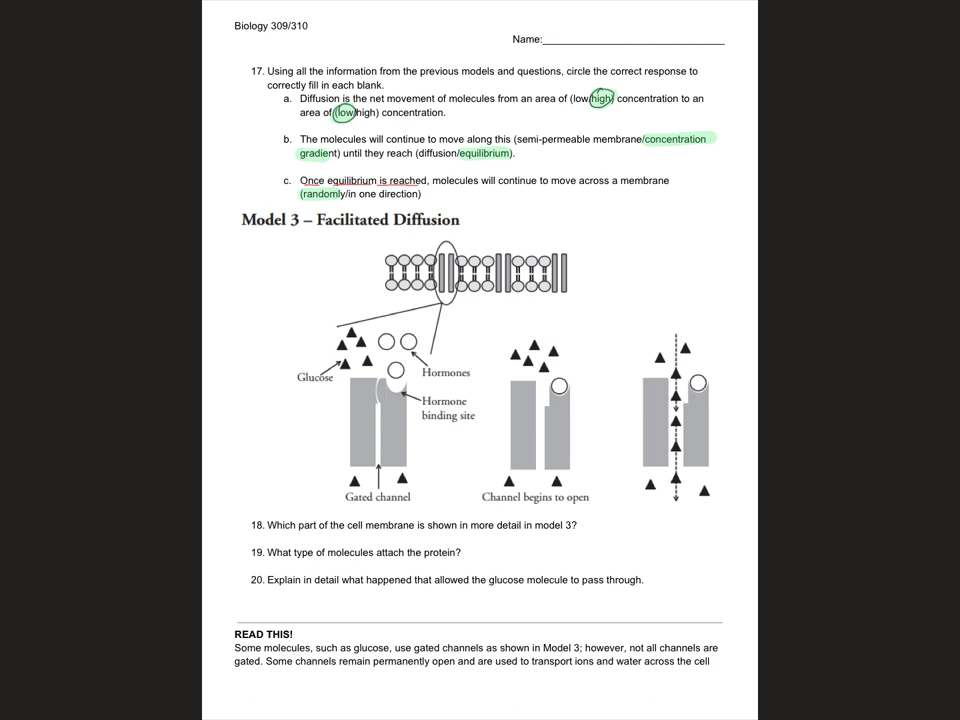 Biology 309/310
Name:______________________________
17. Using all the information from the previous models and questions, circle the correct response to
correctly fill in each blank.
a. Diffusion is the net movement of molecules from an area of (low/high) concentration to an
area of (low/high) concentration.
b. The molecules will continue to move along this (semi-permeable membrane/concentration
gradient) until they reach (diffusion/equilibrium).
c. Once equilibrium is reached, molecules will continue to move across a membrane
(randomly/in one direction)
Model 3 – Facilitated Diffusion
Glucose
Hormones
Hormone
binding site
Gated channel
Channel begins to open
18. Which part of the cell membrane is shown in more detail in model 3?
19. What type of molecules attach the protein?
20. Explain in detail what happened that allowed the glucose molecule to pass through.
READ THIS!
Some molecules, such as glucose, use gated channels as shown in Model 3; however, not all channels are
gated. Some channels remain permanently open and are used to transport ions and water across the cell